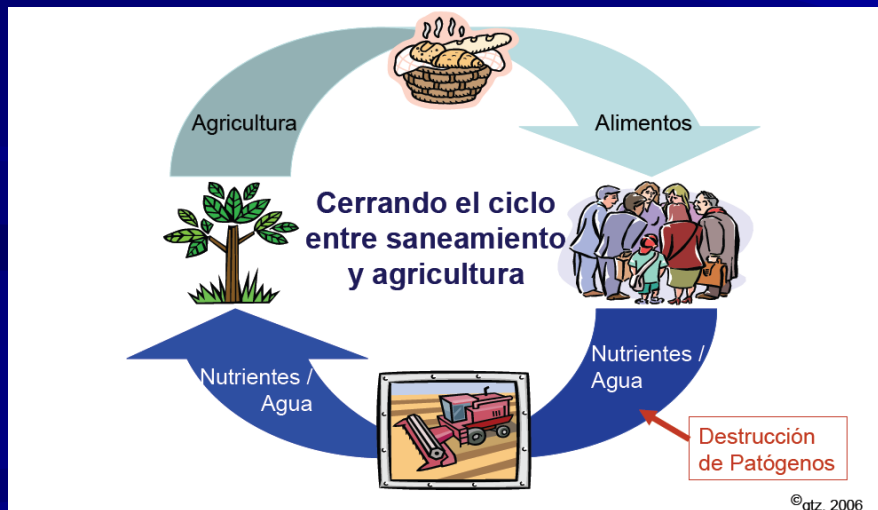 Agricultura
Alimentos
Cerrando el ciclo
entre saneamiento
y agricultura
Nutrientes /
Agua
Nutrientes /
Agua
Destrucción
de Patógenos
©gtz, 2006